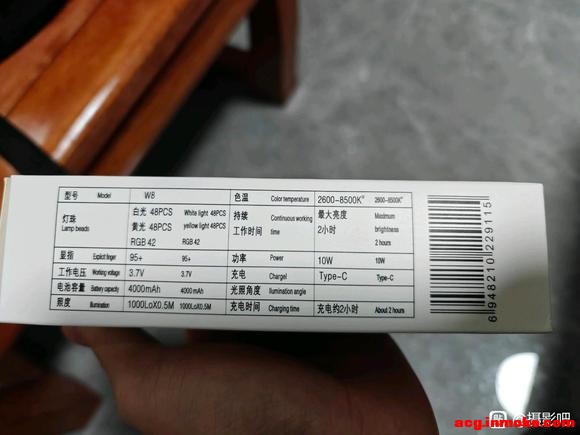 型号 Model W8 色温 Color temperature 2600-8500K° 2600-8500K°
灯珠 Lamp beads
白光 48PCS White light 48PCS
黄光 48PCS yellow light 48PCS
RGB 42 RGB 42
持续 工作时间 Continuous working time
最大亮度 2小时 Maximum brightness 2 hours
显指 Explicit finger 95+ 95+ 功率 Power 10W 10W
工作电压 Working voltage 3.7V 3.7V 充电 Chargel Type-C Type-C
电池容量 Battery capacity 4000mAh 4000 mAh 光照角度 Illumination angle
照度 Illumination 1000LoX0.5M 1000LoX0.5M 充电时间 Charging time 充电约2小时 About 2 hours
6 948210 229115
摄影吧
acg.inmoka.com